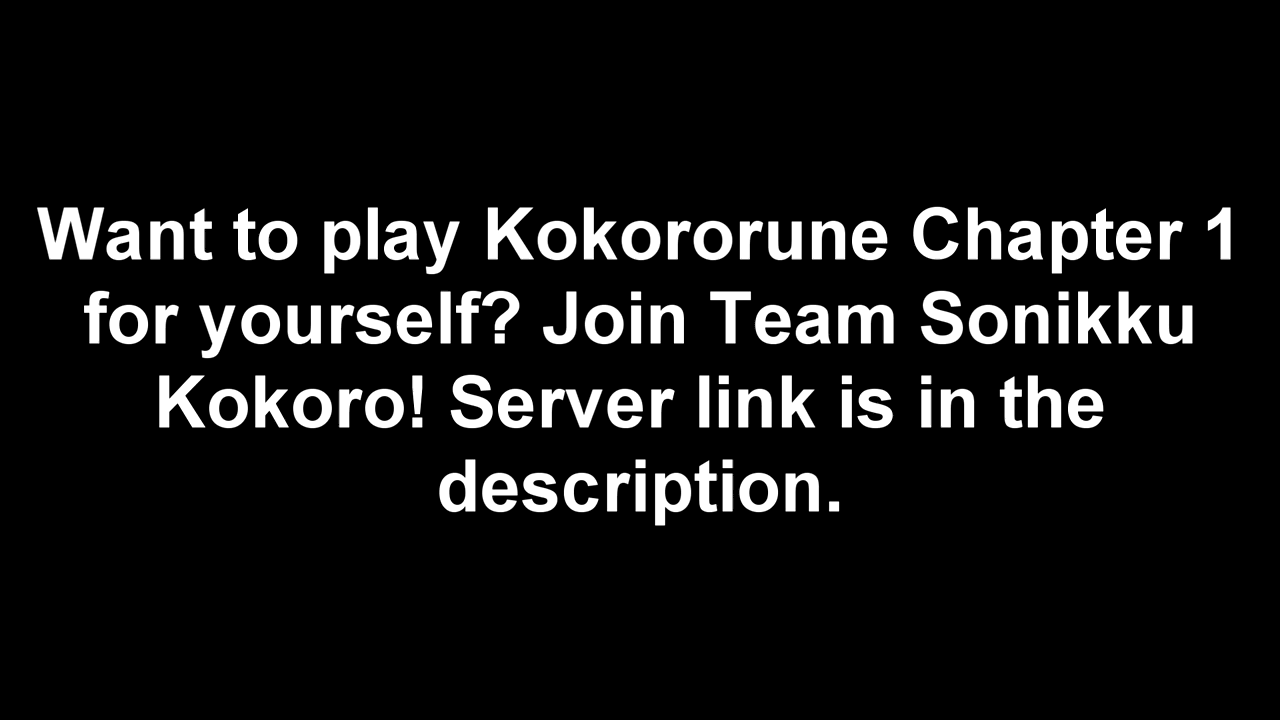 Want to play Kokororune Chapter 1
for yourself? Join Team Sonikku
Kokoro! Server link is in the
description.